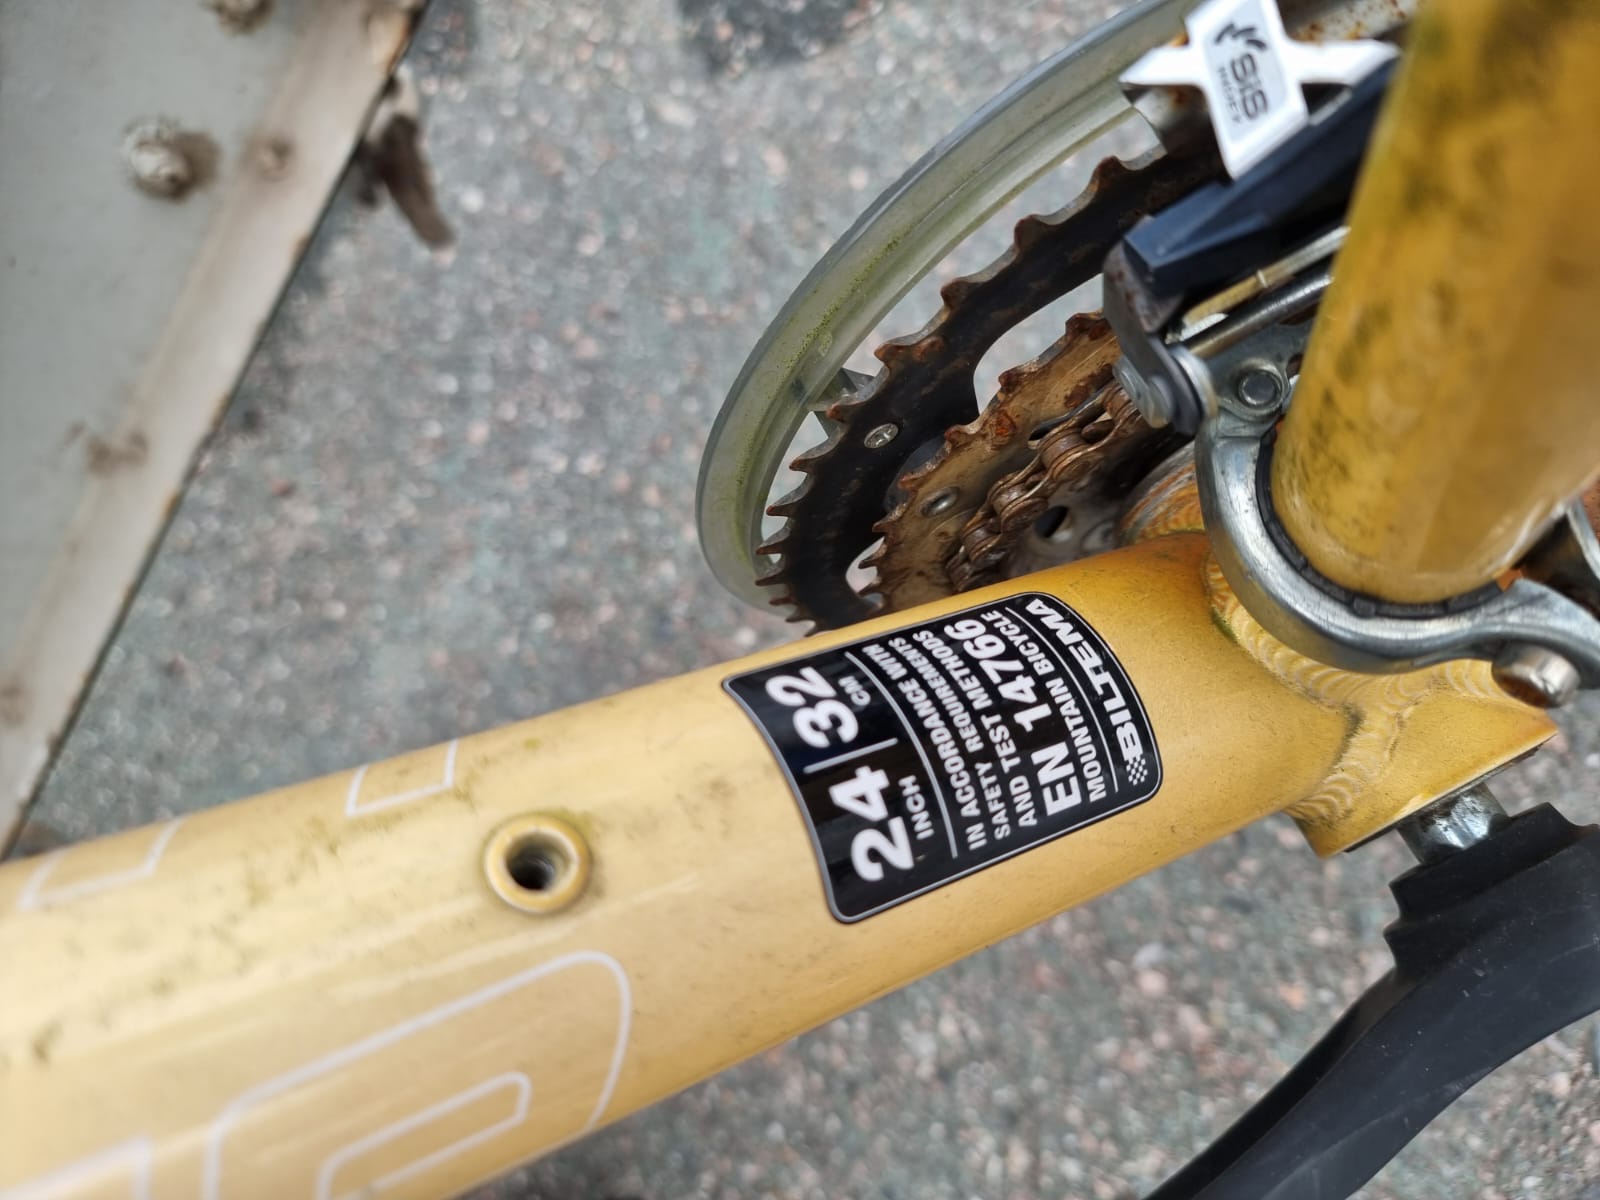 BILTEMA
MOUNTAIN BICYCLE
EN 14766
AND TEST METHODS
SAFETY REQUIREMENTS
IN ACCORDANCE WITH
24 | 32
INCH CM
SIS